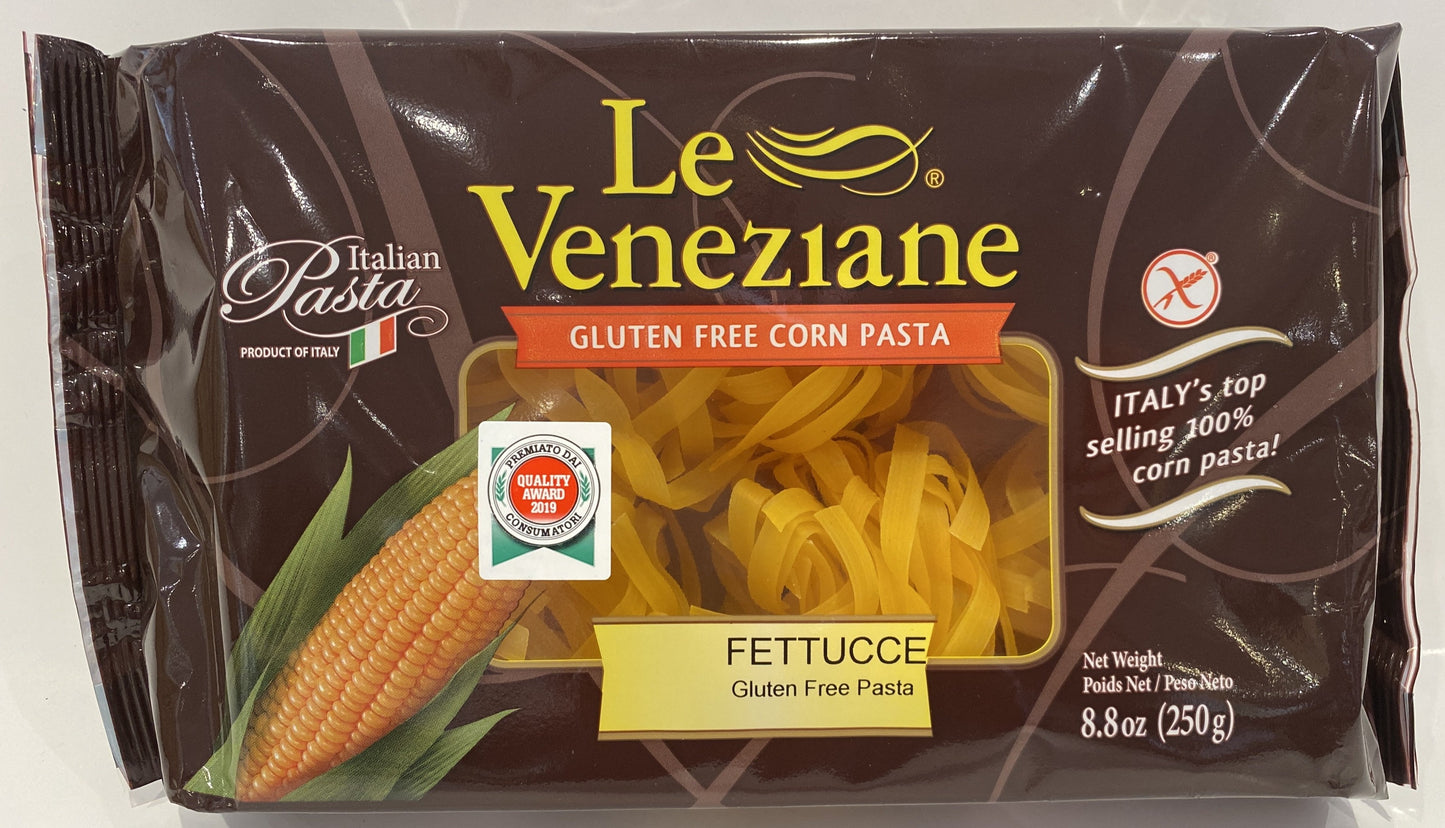 Le
Veneziane
®
GLUTEN FREE CORN PASTA
Italian
Pasta
PRODUCT OF ITALY
PREMIATO DAI
QUALITY
AWARD
2019
CONSUMATORI
®
ITALY's top
selling 100%
corn pasta!
FETTUCCE
Gluten Free Pasta
Net Weight
Poids Net / Peso Neto
8.8 oz (250 g)